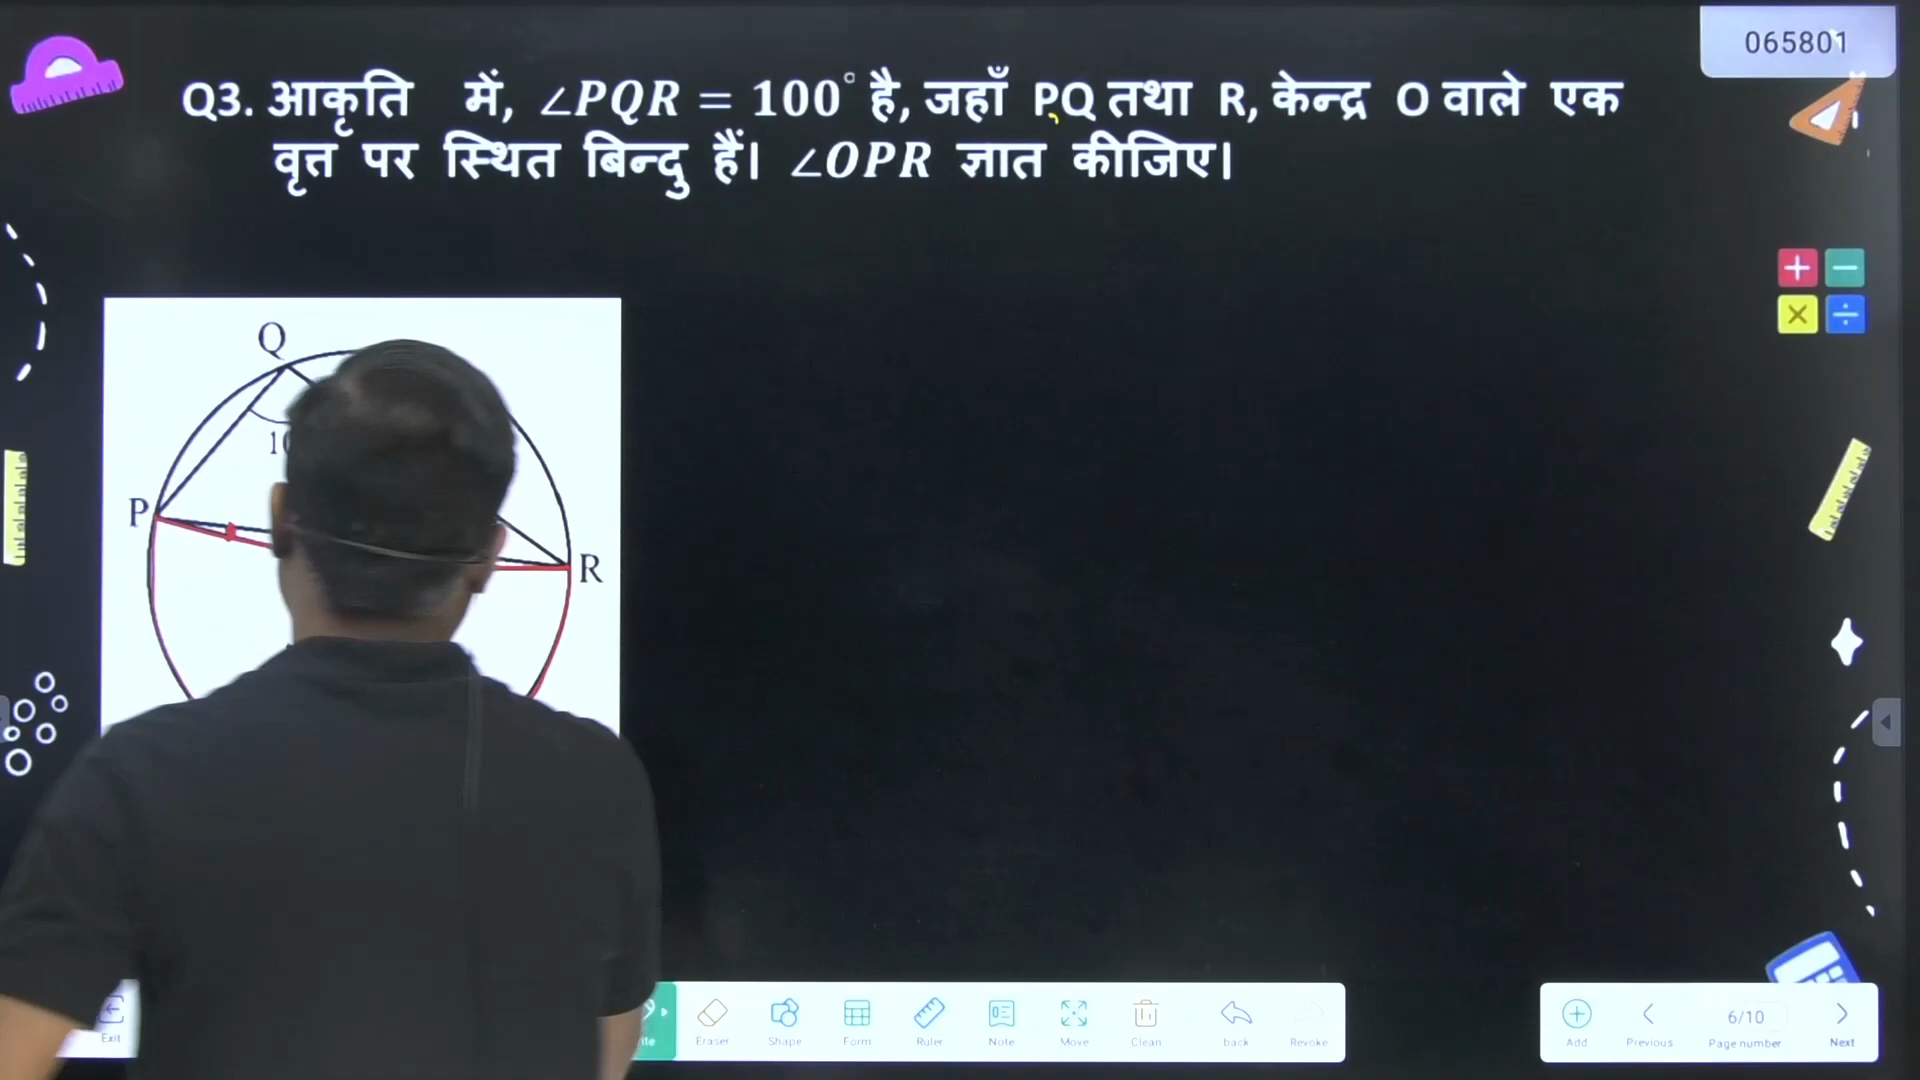 065801
Q3. आकृति में, ∠PQR = 100° है, जहाँ PQ तथा R, केन्द्र O वाले एक
वृत्त पर स्थित बिन्दु हैं। ∠OPR ज्ञात कीजिए।
Q
P
R
Exit
Eraser
Shape
Form
Ruler
Note
Move
Clean
back
Revoke
Add
Previous
6/10
Page number
Next